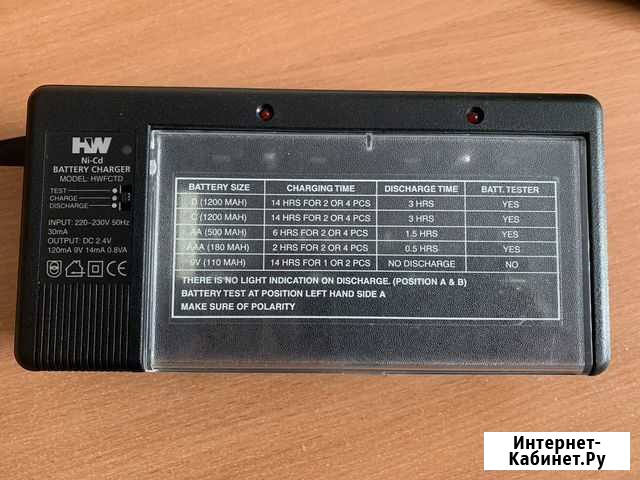 HW
Ni-Cd
BATTERY CHARGER
MODEL: HWFCTD
TEST
CHARGE
DISCHARGE
INPUT: 220-230V 50Hz
30mA
OUTPUT: DC 2.4V
120mA 9V 14mA 0.8VA
BATTERY SIZE CHARGING TIME DISCHARGE TIME BATT. TESTER
D (1200 MAH) 14 HRS FOR 2 OR 4 PCS 3 HRS YES
C (1200 MAH) 14 HRS FOR 2 OR 4 PCS 3 HRS YES
AA (500 MAH) 6 HRS FOR 2 OR 4 PCS 1.5 HRS YES
AAA (180 MAH) 2 HRS FOR 2 OR 4 PCS 0.5 HRS YES
9V (110 MAH) 14 HRS FOR 1 OR 2 PCS NO DISCHARGE NO
THERE IS NO LIGHT INDICATION ON DISCHARGE. (POSITION A & B)
BATTERY TEST AT POSITION LEFT HAND SIDE A
MAKE SURE OF POLARITY
Интернет-
Кабинет.Ру